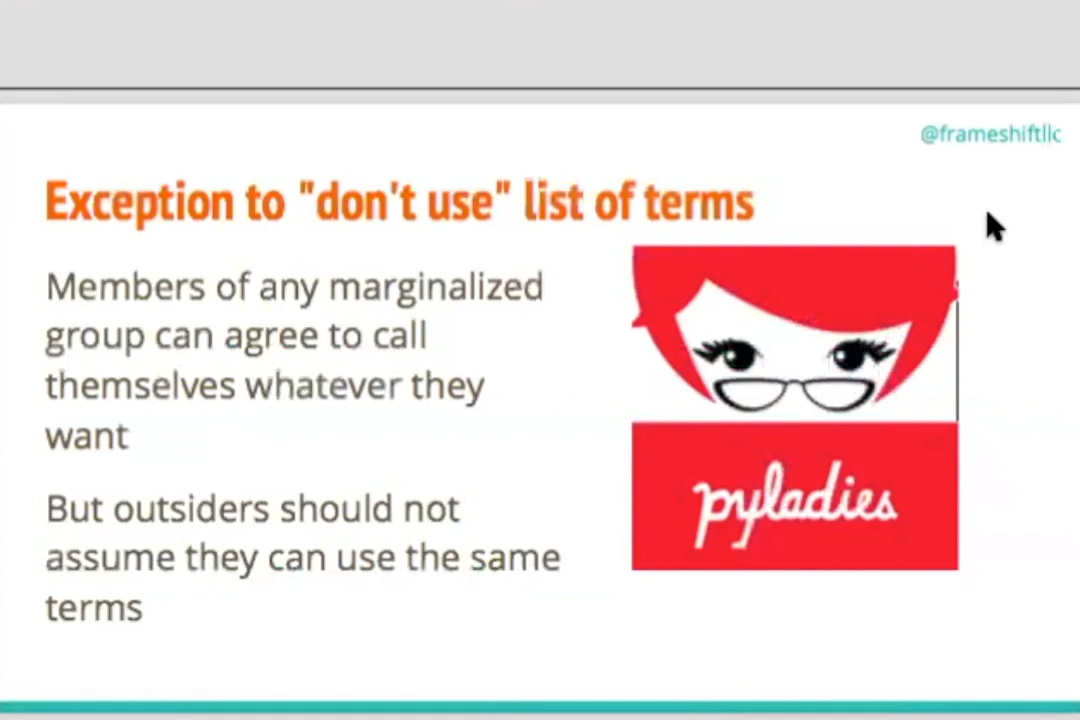 @frameshiftllc
Exception to "don't use" list of terms
Members of any marginalized
group can agree to call
themselves whatever they
want
But outsiders should not
assume they can use the same
terms
pyladies